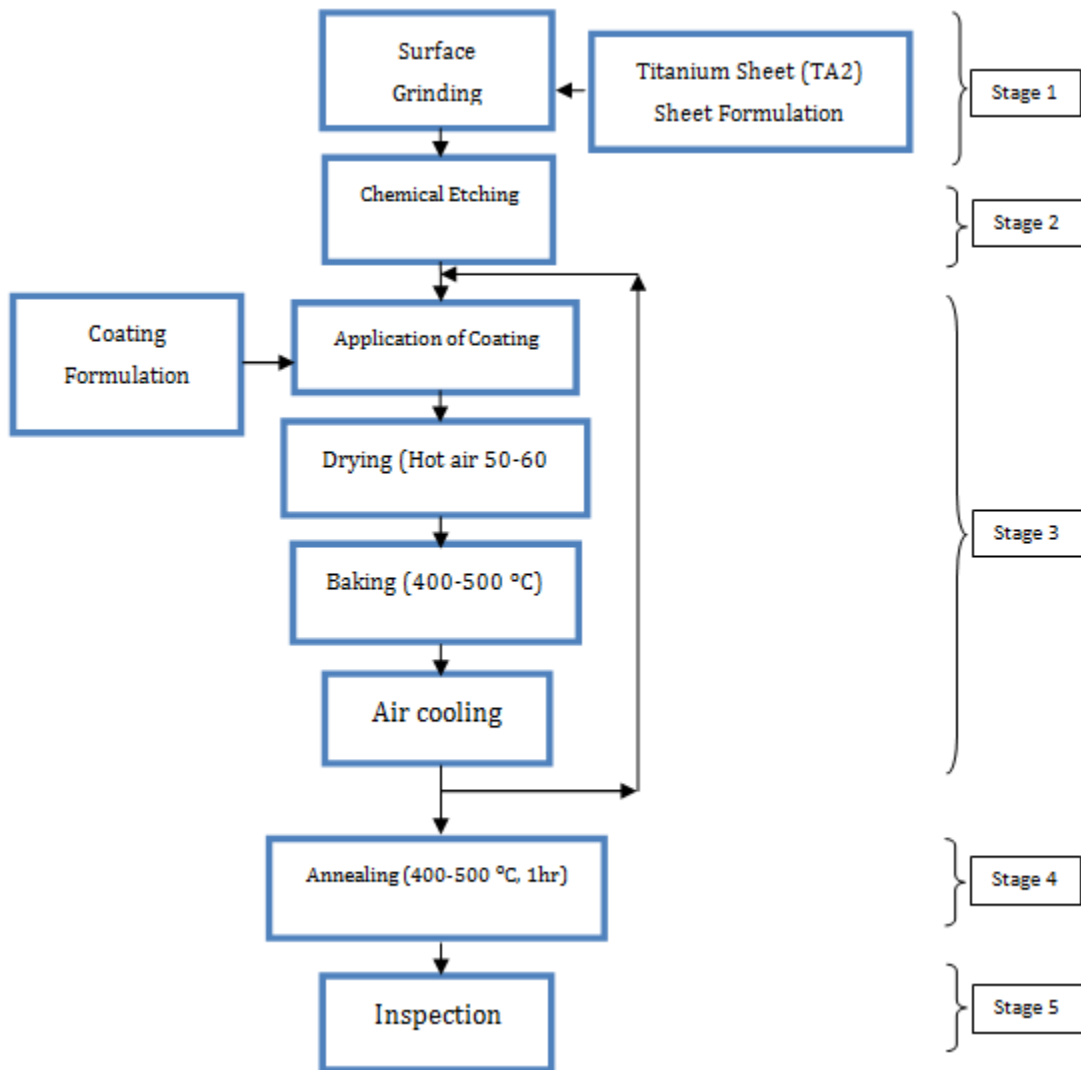 Surface
Grinding
Titanium Sheet (TA2)
Sheet Formulation
Stage 1
Chemical Etching
Stage 2
Coating
Formulation
Application of Coating
Drying (Hot air 50-60
Baking (400-500 °C)
Stage 3
Air cooling
Annealing (400-500 °C, 1hr)
Stage 4
Inspection
Stage 5